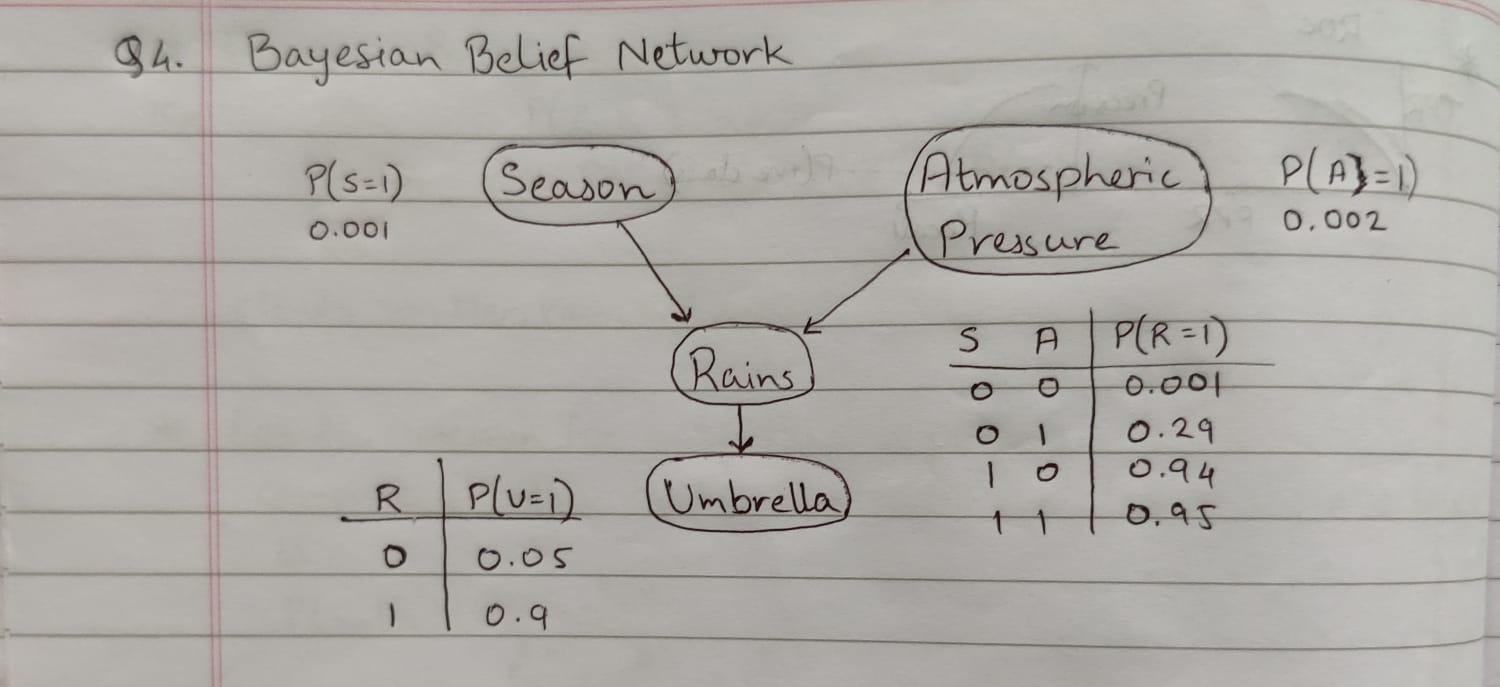 Q4. Bayesian Belief Network
P(S=1)
0.001
Season
Atmospheric
Pressure
P(A=1)
0.002
Rains
S A P(R=1)
0 0 0.001
0 1 0.29
1 0 0.94
1 1 0.95
Umbrella
R P(U=1)
0 0.05
1 0.9